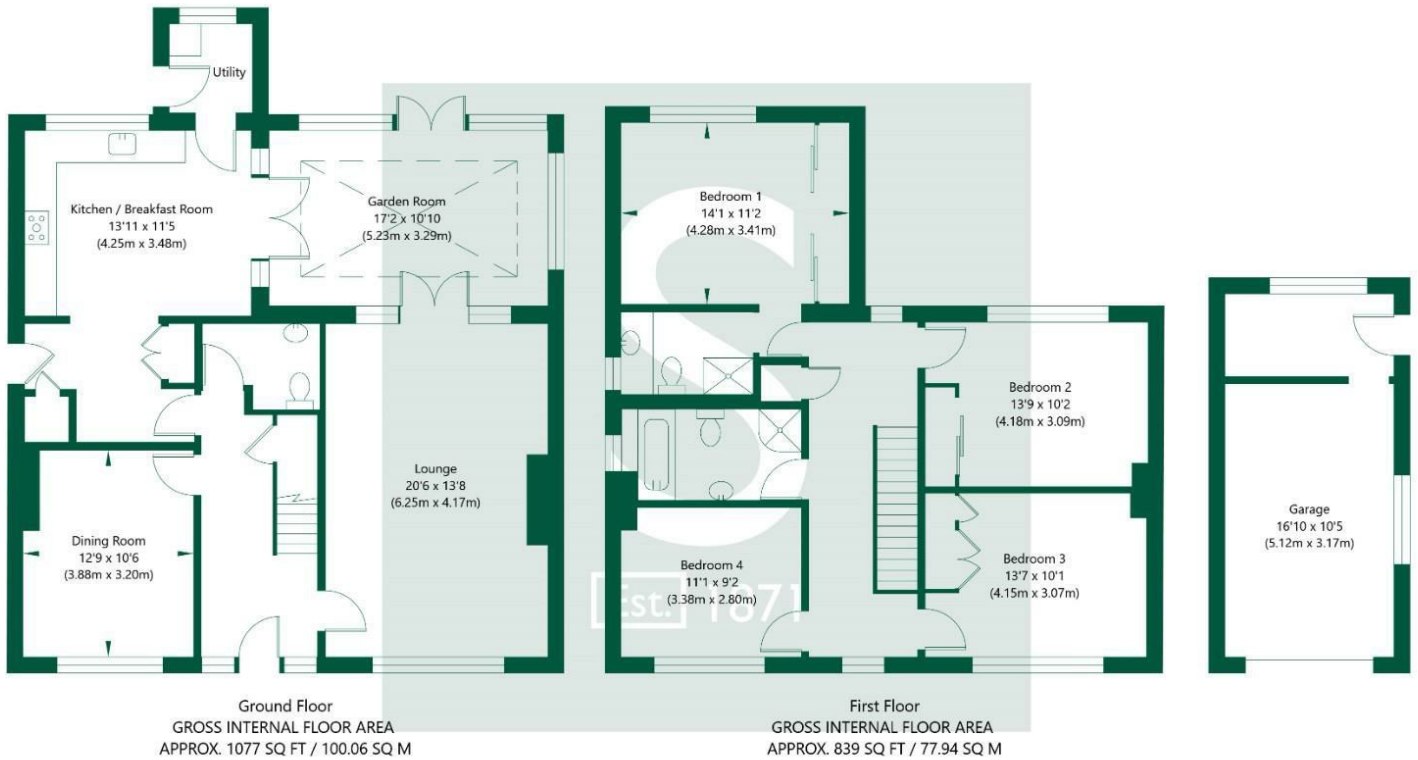 Utility
Kitchen / Breakfast Room
13'11 x 11'5
(4.25m x 3.48m)
Garden Room
17'2 x 10'10
(5.23m x 3.29m)
Lounge
20'6 x 13'8
(6.25m x 4.17m)
Dining Room
12'9 x 10'6
(3.88m x 3.20m)
Ground Floor
GROSS INTERNAL FLOOR AREA
APPROX. 1077 SQ FT / 100.06 SQ M
Bedroom 1
14'1 x 11'2
(4.28m x 3.41m)
Bedroom 2
13'9 x 10'2
(4.18m x 3.09m)
Bedroom 4
11'1 x 9'2
(3.38m x 2.80m)
Bedroom 3
13'7 x 10'1
(4.15m x 3.07m)
S
Est. 1871
First Floor
GROSS INTERNAL FLOOR AREA
APPROX. 839 SQ FT / 77.94 SQ M
Garage
16'10 x 10'5
(5.12m x 3.17m)